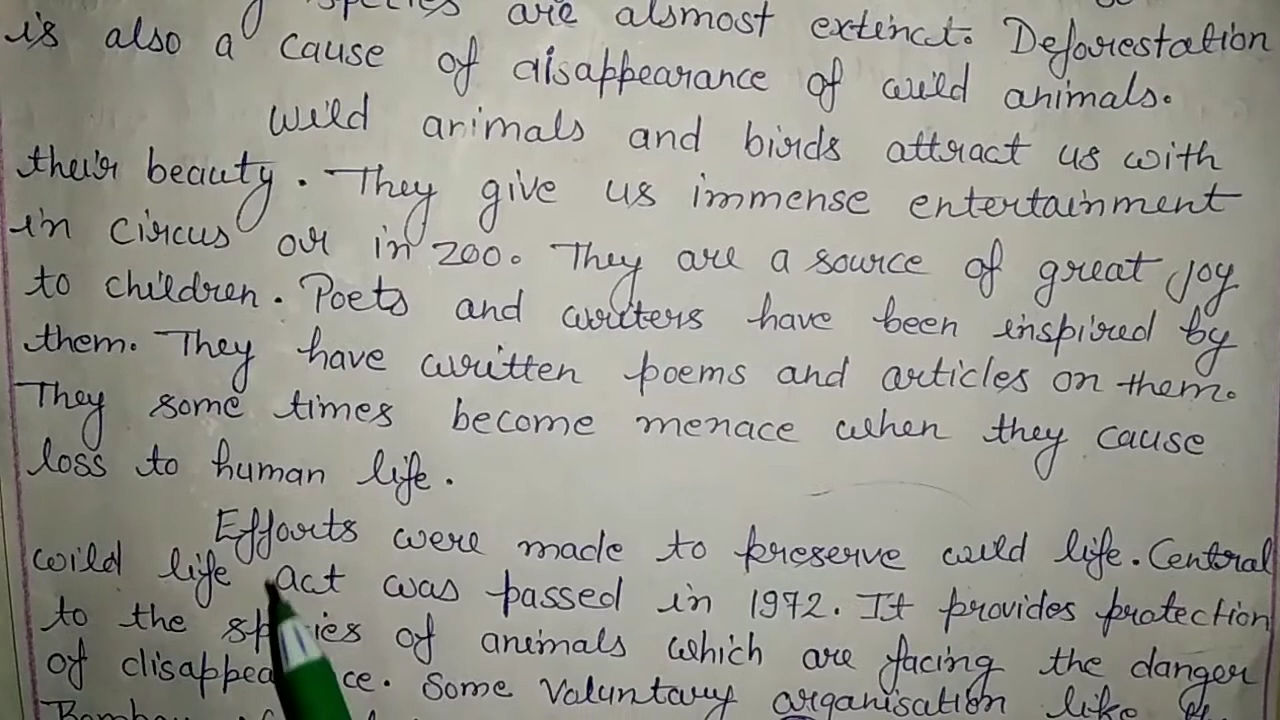 species are alsmost extinct. Deforestation
is also a cause of disappearance of wild animals.
Wild animals and birds attract us with
their beauty. They give us immense entertainment
in circus or in zoo. They are a source of great joy
to children. Poets and writers have been inspired by
them. They have written poems and articles on them.
They some times become menace when they cause
loss to human life.
Efforts were made to preserve wild life. Central
wild life act was passed in 1972. It provides protection
to the species of animals which are facing the danger
of disappearance. Some Voluntary organisation like
Bombay